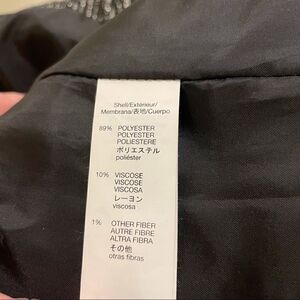 Shell/Extérieur/
Membrana/表地/Cuerpo
89% POLYESTER
POLYESTER
POLIESTERE
ポリエステル
poliéster
10% VISCOSE
VISCOSE
VISCOSA
レーヨン
viscosa
1% OTHER FIBER
AUTRE FIBRE
ALTRA FIBRA
その他
otras fibras